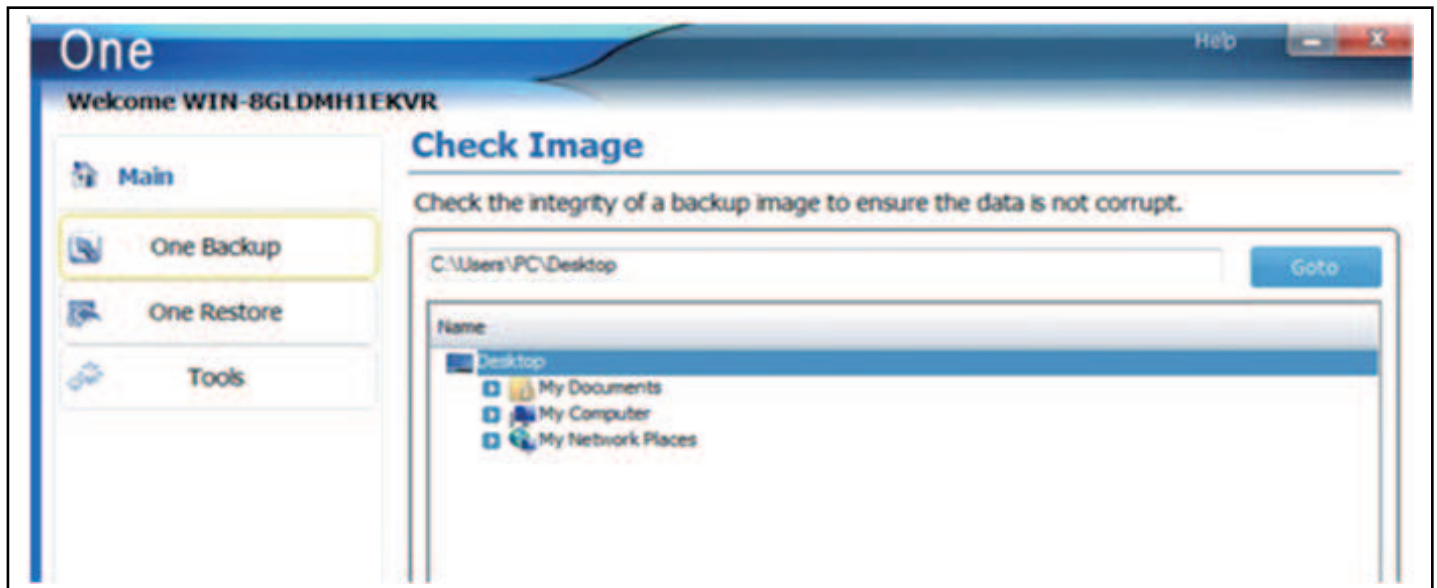 One
Help
Welcome WIN-8GLDMH1EKVR
Main
One Backup
One Restore
Tools
Check Image
Check the integrity of a backup image to ensure the data is not corrupt.
C:\Users\PC\Desktop
Goto
Name
Desktop
My Documents
My Computer
My Network Places